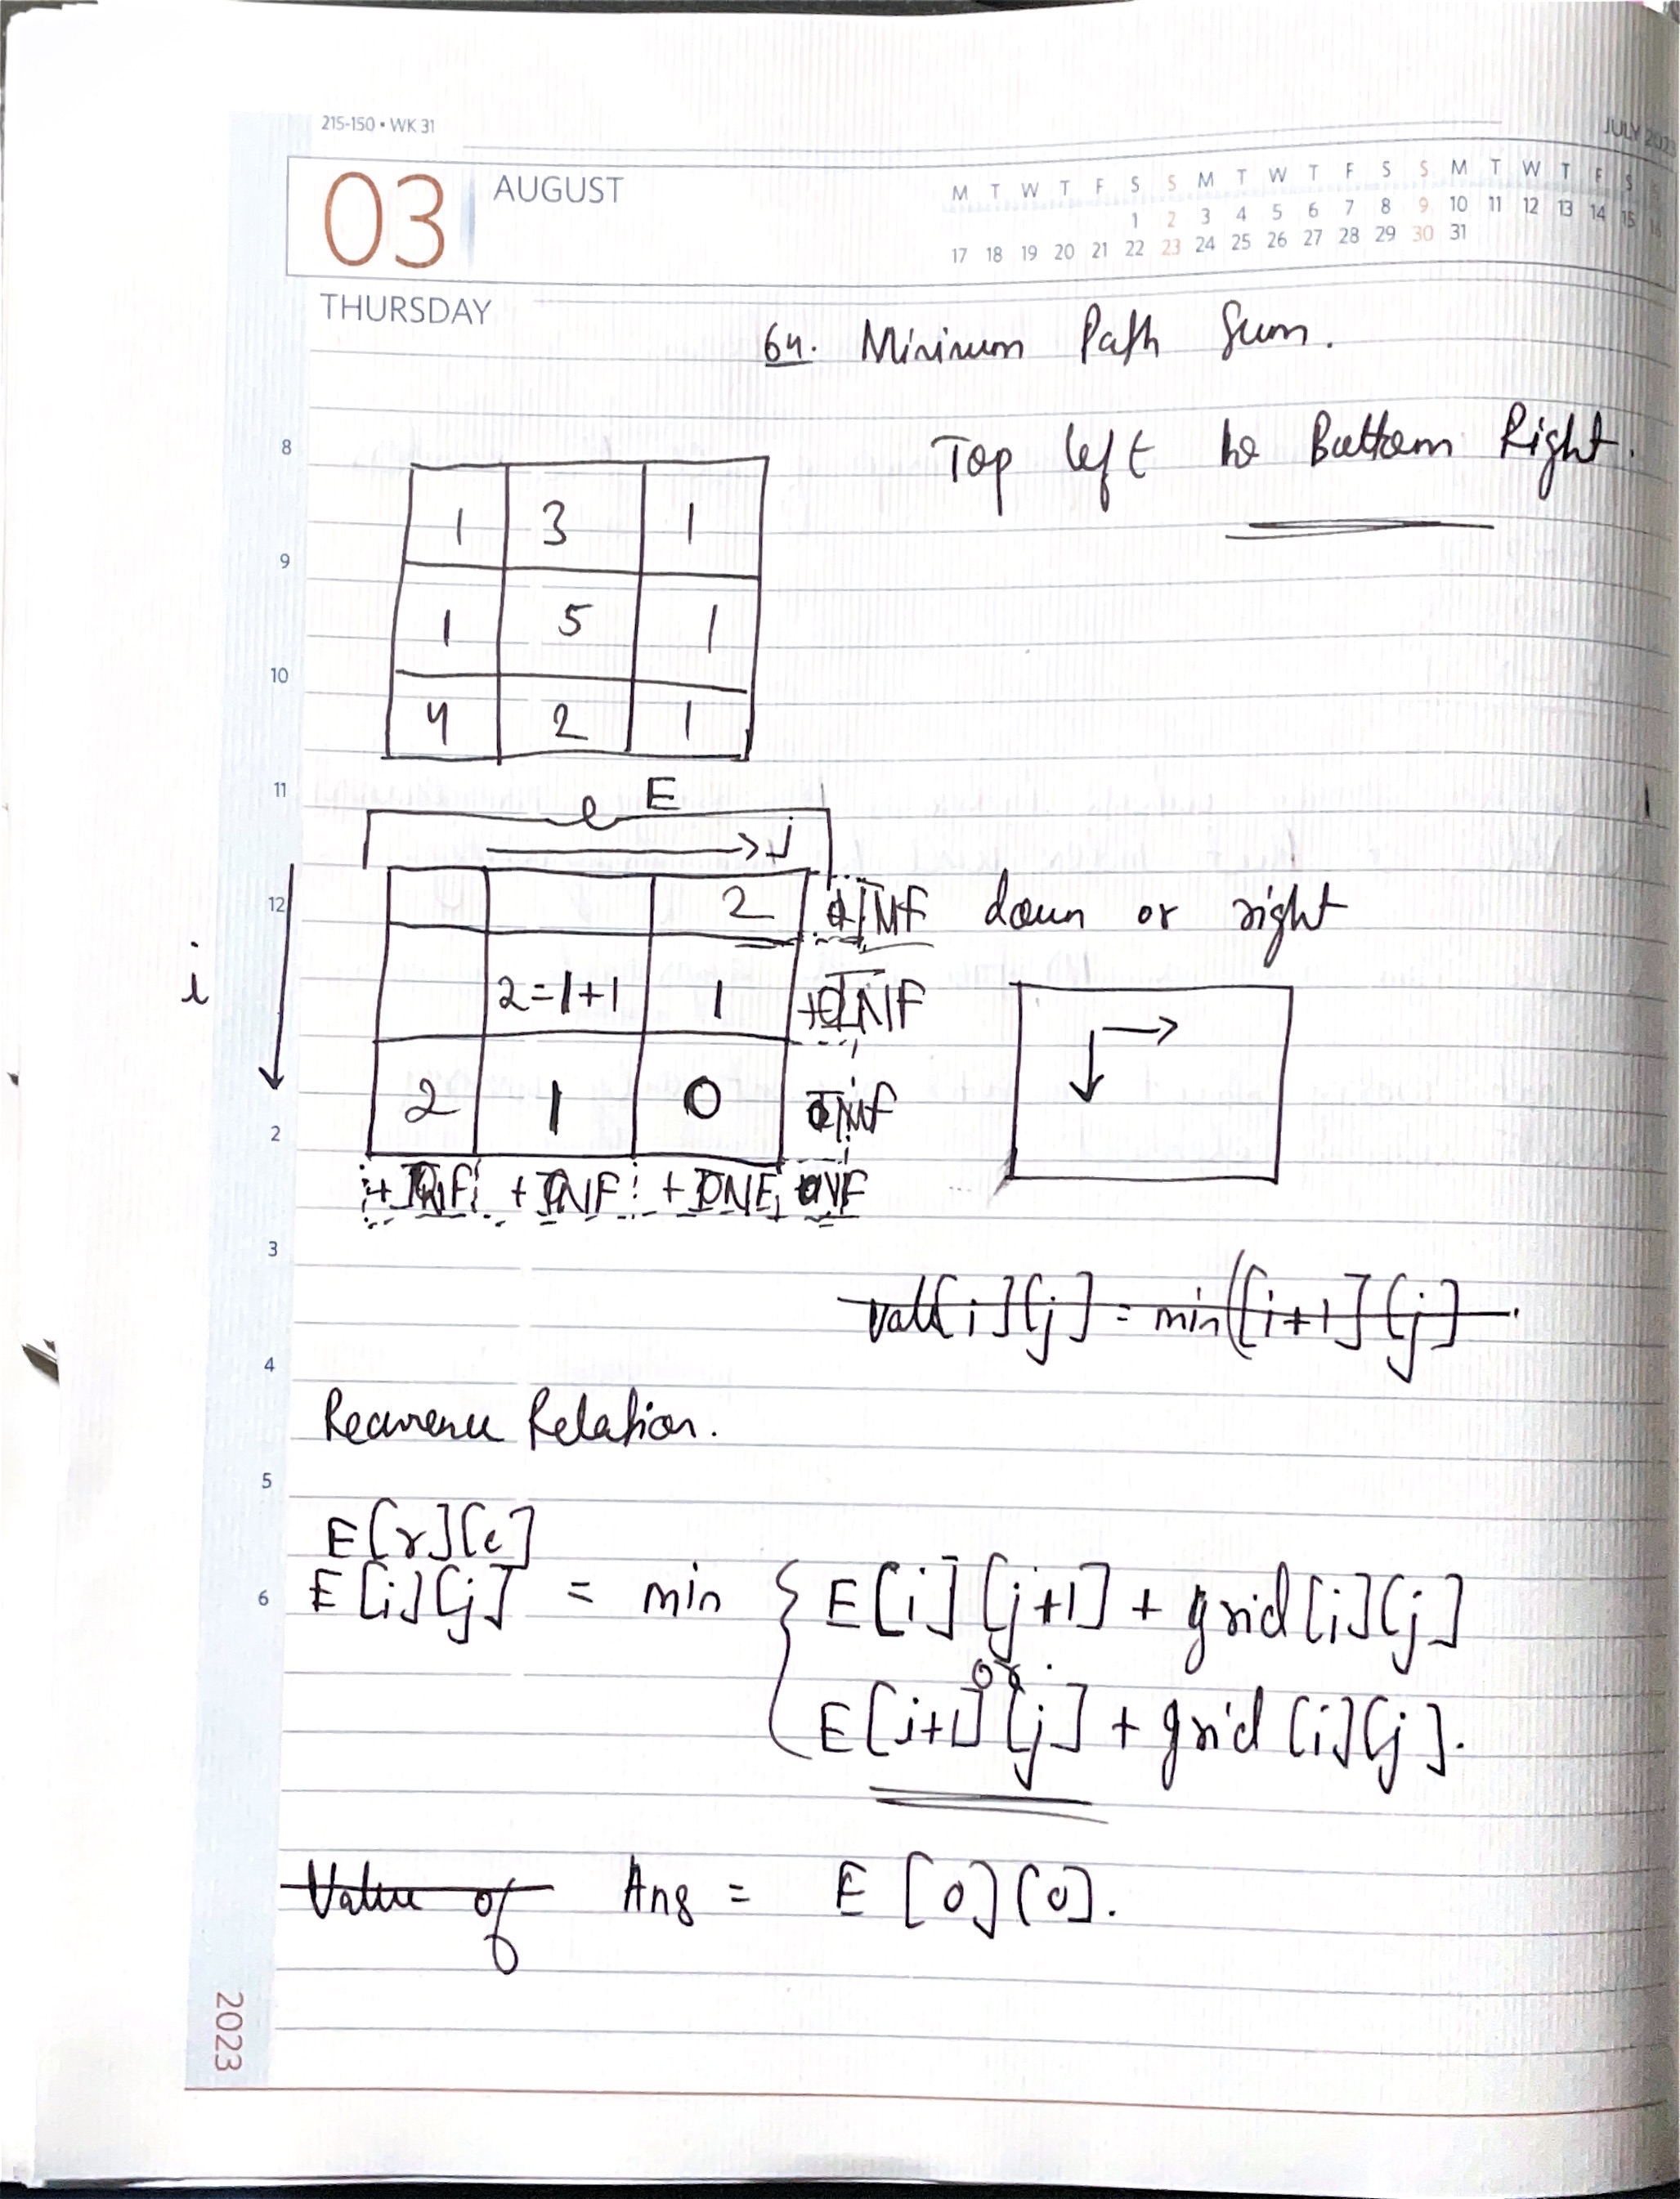 215-150 • WK 31
JULY 2023
03 AUGUST
M T W T F S S M T W T F S S M T W T F S
1 2 3 4 5 6 7 8 9 10 11 12 13 14 15 16
17 18 19 20 21 22 23 24 25 26 27 28 29 30 31
THURSDAY
64. Minimum Path Sum.
8
Top left to Bottom Right.
1 3 1
9
1 5 1
10
4 2 1
11
E
j
12
2 INF down or right
i
2=1+1 1 +INF
2 1 0 INF
2
+INF +INF +INF INF
3
val[i][j] = min([i+1][j]
4
Recurrence Relation.
5
E[r][c]
6
E[i][j] = min { E[i][j+1] + grid[i][j]
or
E[i+1][j] + grid[i][j].
Value of Ans = E[0][0].
2023